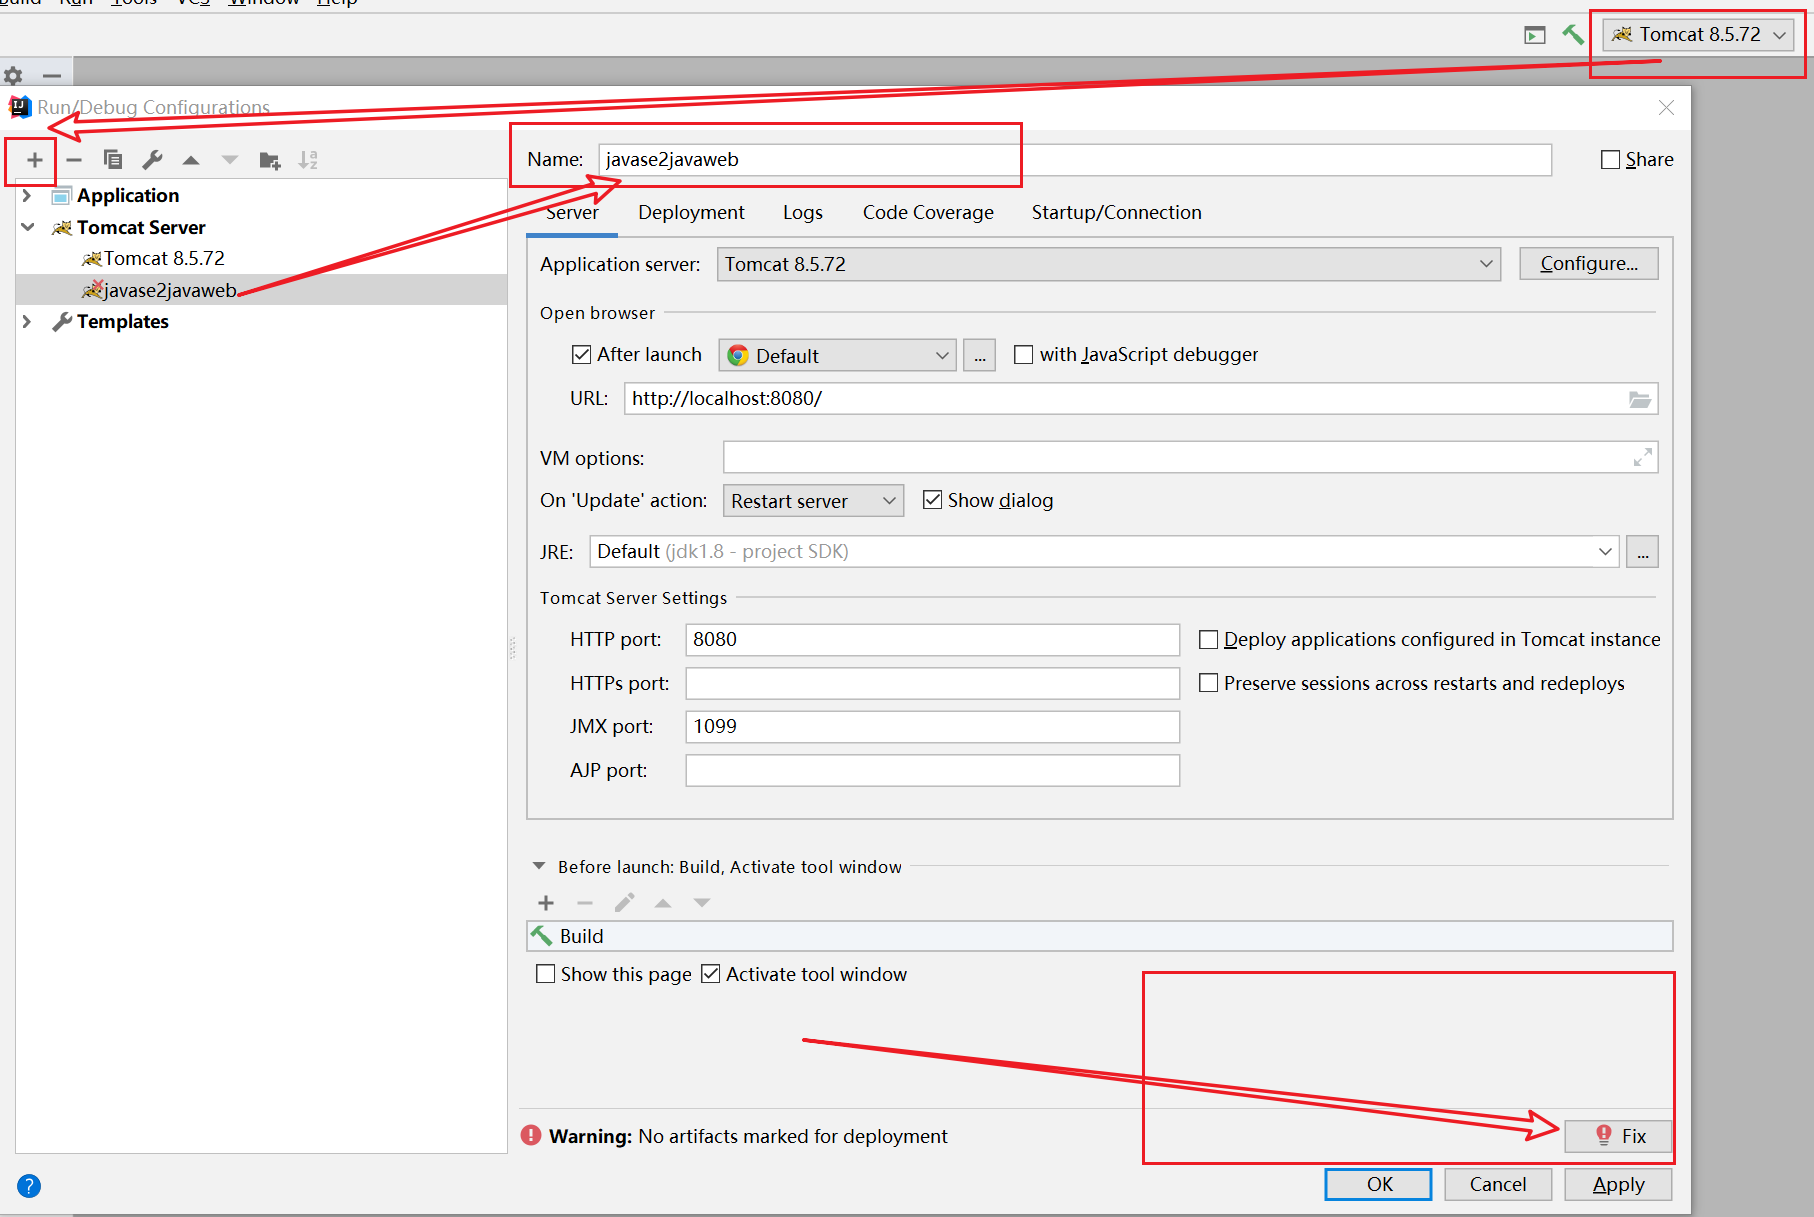 Build Run Tools VCS Window Help
Tomcat 8.5.72
Run/Debug Configurations
Name: javase2javaweb
Share
Application
Tomcat Server
Tomcat 8.5.72
javase2javaweb
Templates
Server Deployment Logs Code Coverage Startup/Connection
Application server: Tomcat 8.5.72 Configure...
Open browser
After launch Default ... with JavaScript debugger
URL: http://localhost:8080/
VM options:
On 'Update' action: Restart server Show dialog
JRE: Default (jdk1.8 - project SDK) ...
Tomcat Server Settings
HTTP port: 8080 Deploy applications configured in Tomcat instance
HTTPs port: Preserve sessions across restarts and redeploys
JMX port: 1099
AJP port:
Before launch: Build, Activate tool window
Build
Show this page Activate tool window
Warning: No artifacts marked for deployment Fix
? OK Cancel Apply